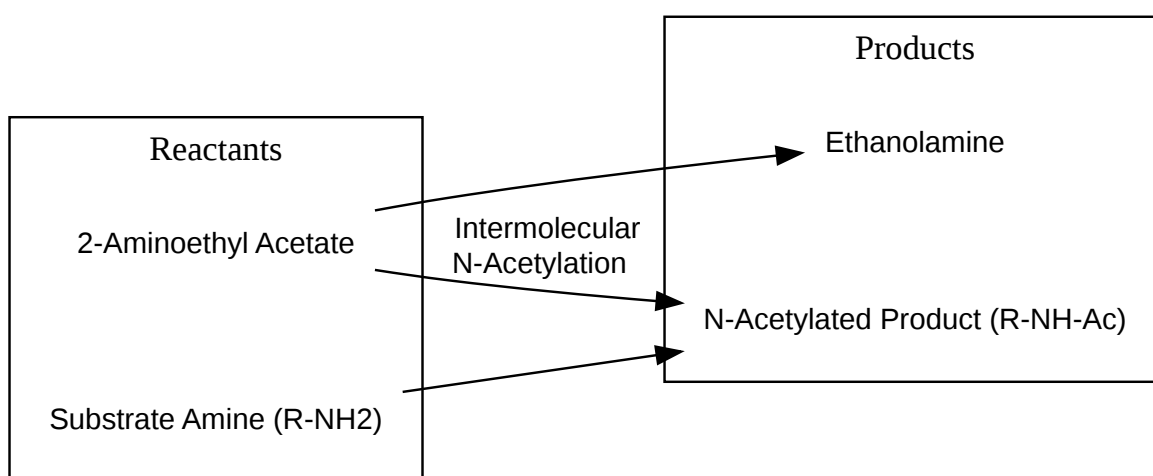 Products
Reactants
Ethanolamine
2-Aminoethyl Acetate
Intermolecular
N-Acetylation
N-Acetylated Product (R-NH-Ac)
Substrate Amine (R-NH2)